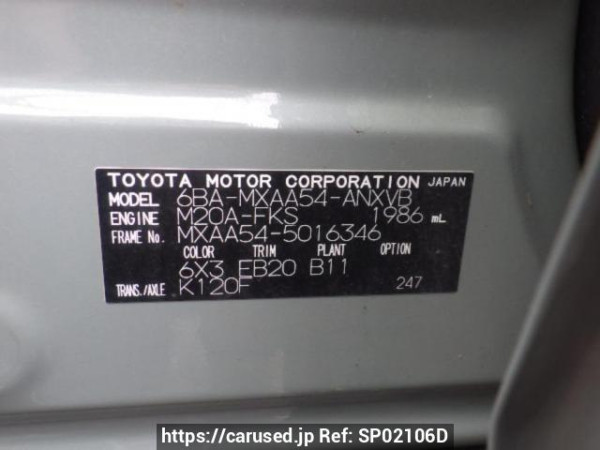 TOYOTA MOTOR CORPORATION JAPAN
MODEL 6BA-MXAA54-ANXVB
ENGINE M20A-FKS 1986 mL
FRAME No. MXAA54-5016346
COLOR TRIM PLANT OPTION
6X3 EB20 B11
TRANS./AXLE K120F 247
https://carused.jp Ref: SP02106D